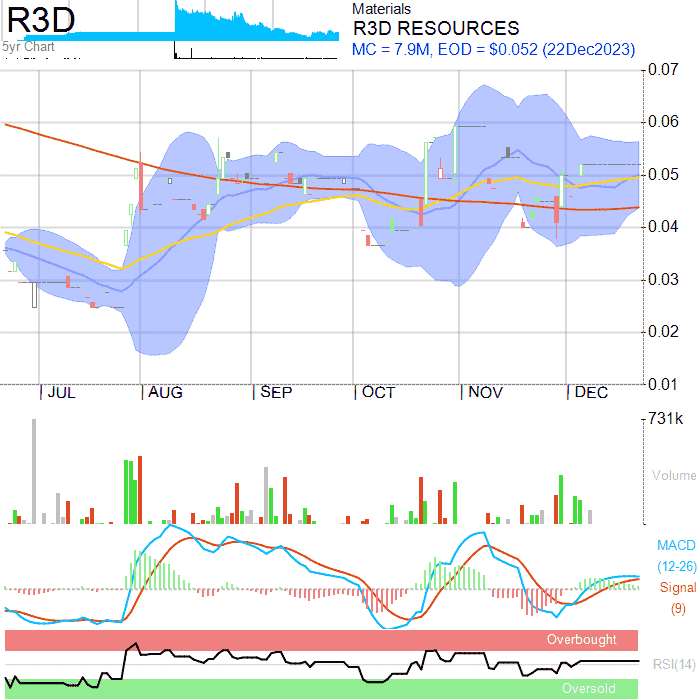 R3D
5yr Chart
Materials
R3D RESOURCES
MC = 7.9M, EOD = $0.052 (22Dec2023)
0.07
0.06
0.05
0.04
0.03
0.02
0.01
JUL AUG SEP OCT NOV DEC
731k
Volume
MACD
(12-26)
Signal
(9)
Overbought
RSI(14)
Oversold